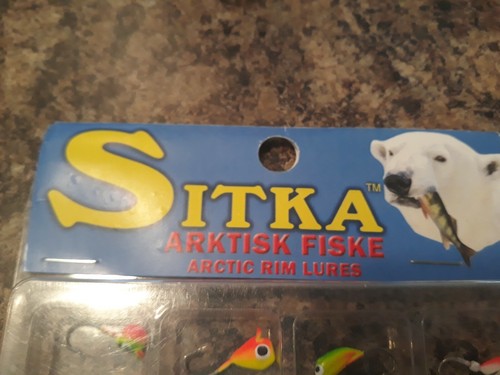 SITKA™
ARKTISK FISKE
ARCTIC RIM LURES